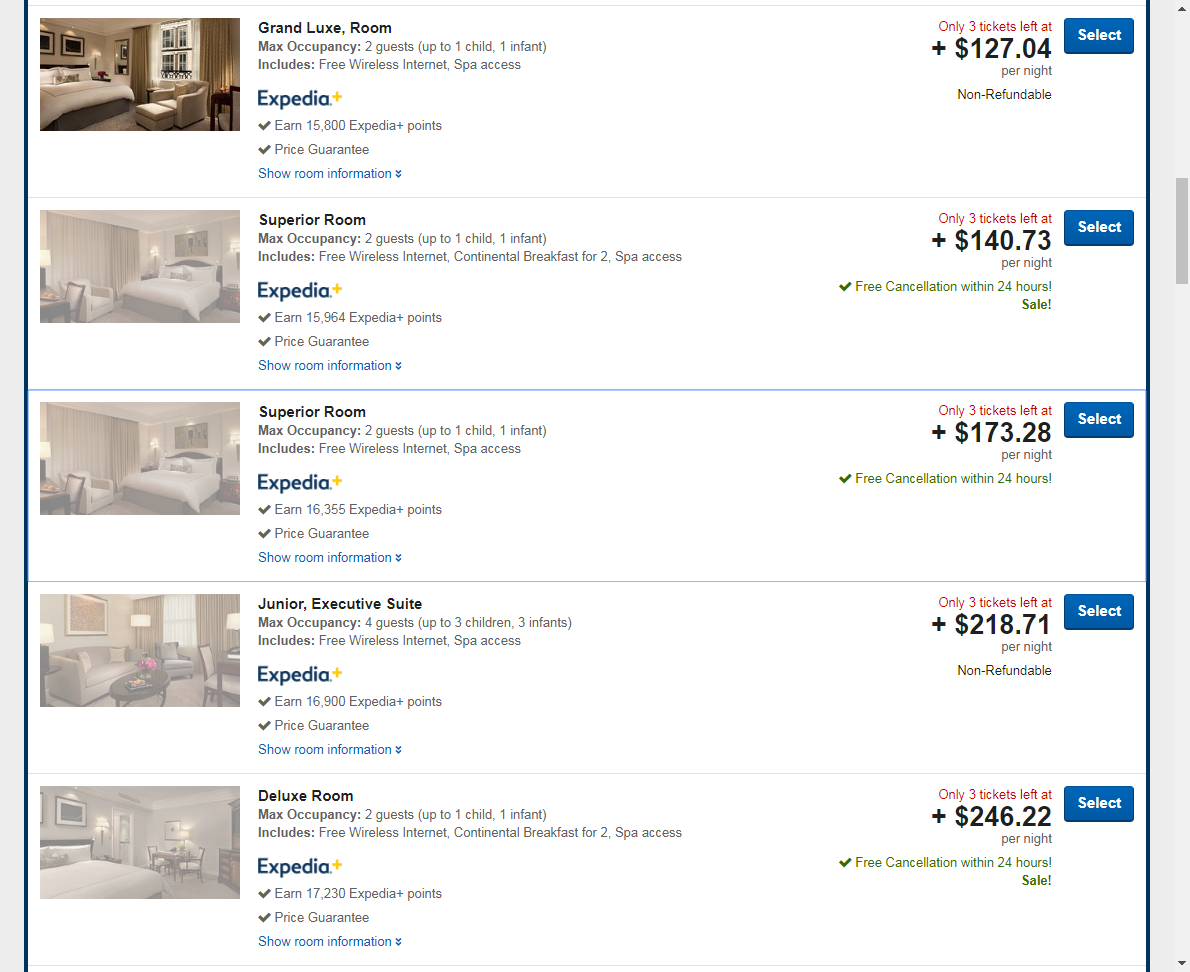 Grand Luxe, Room
Max Occupancy: 2 guests (up to 1 child, 1 infant)
Includes: Free Wireless Internet, Spa access
Expedia+
Earn 15,800 Expedia+ points
Price Guarantee
Show room information
Only 3 tickets left at
+ $127.04
per night
Non-Refundable
Select
Superior Room
Max Occupancy: 2 guests (up to 1 child, 1 infant)
Includes: Free Wireless Internet, Continental Breakfast for 2, Spa access
Expedia+
Earn 15,964 Expedia+ points
Price Guarantee
Show room information
Only 3 tickets left at
+ $140.73
per night
Free Cancellation within 24 hours!
Sale!
Select
Superior Room
Max Occupancy: 2 guests (up to 1 child, 1 infant)
Includes: Free Wireless Internet, Spa access
Expedia+
Earn 16,355 Expedia+ points
Price Guarantee
Show room information
Only 3 tickets left at
+ $173.28
per night
Free Cancellation within 24 hours!
Select
Junior, Executive Suite
Max Occupancy: 4 guests (up to 3 children, 3 infants)
Includes: Free Wireless Internet, Spa access
Expedia+
Earn 16,900 Expedia+ points
Price Guarantee
Show room information
Only 3 tickets left at
+ $218.71
per night
Non-Refundable
Select
Deluxe Room
Max Occupancy: 2 guests (up to 1 child, 1 infant)
Includes: Free Wireless Internet, Continental Breakfast for 2, Spa access
Expedia+
Earn 17,230 Expedia+ points
Price Guarantee
Show room information
Only 3 tickets left at
+ $246.22
per night
Free Cancellation within 24 hours!
Sale!
Select